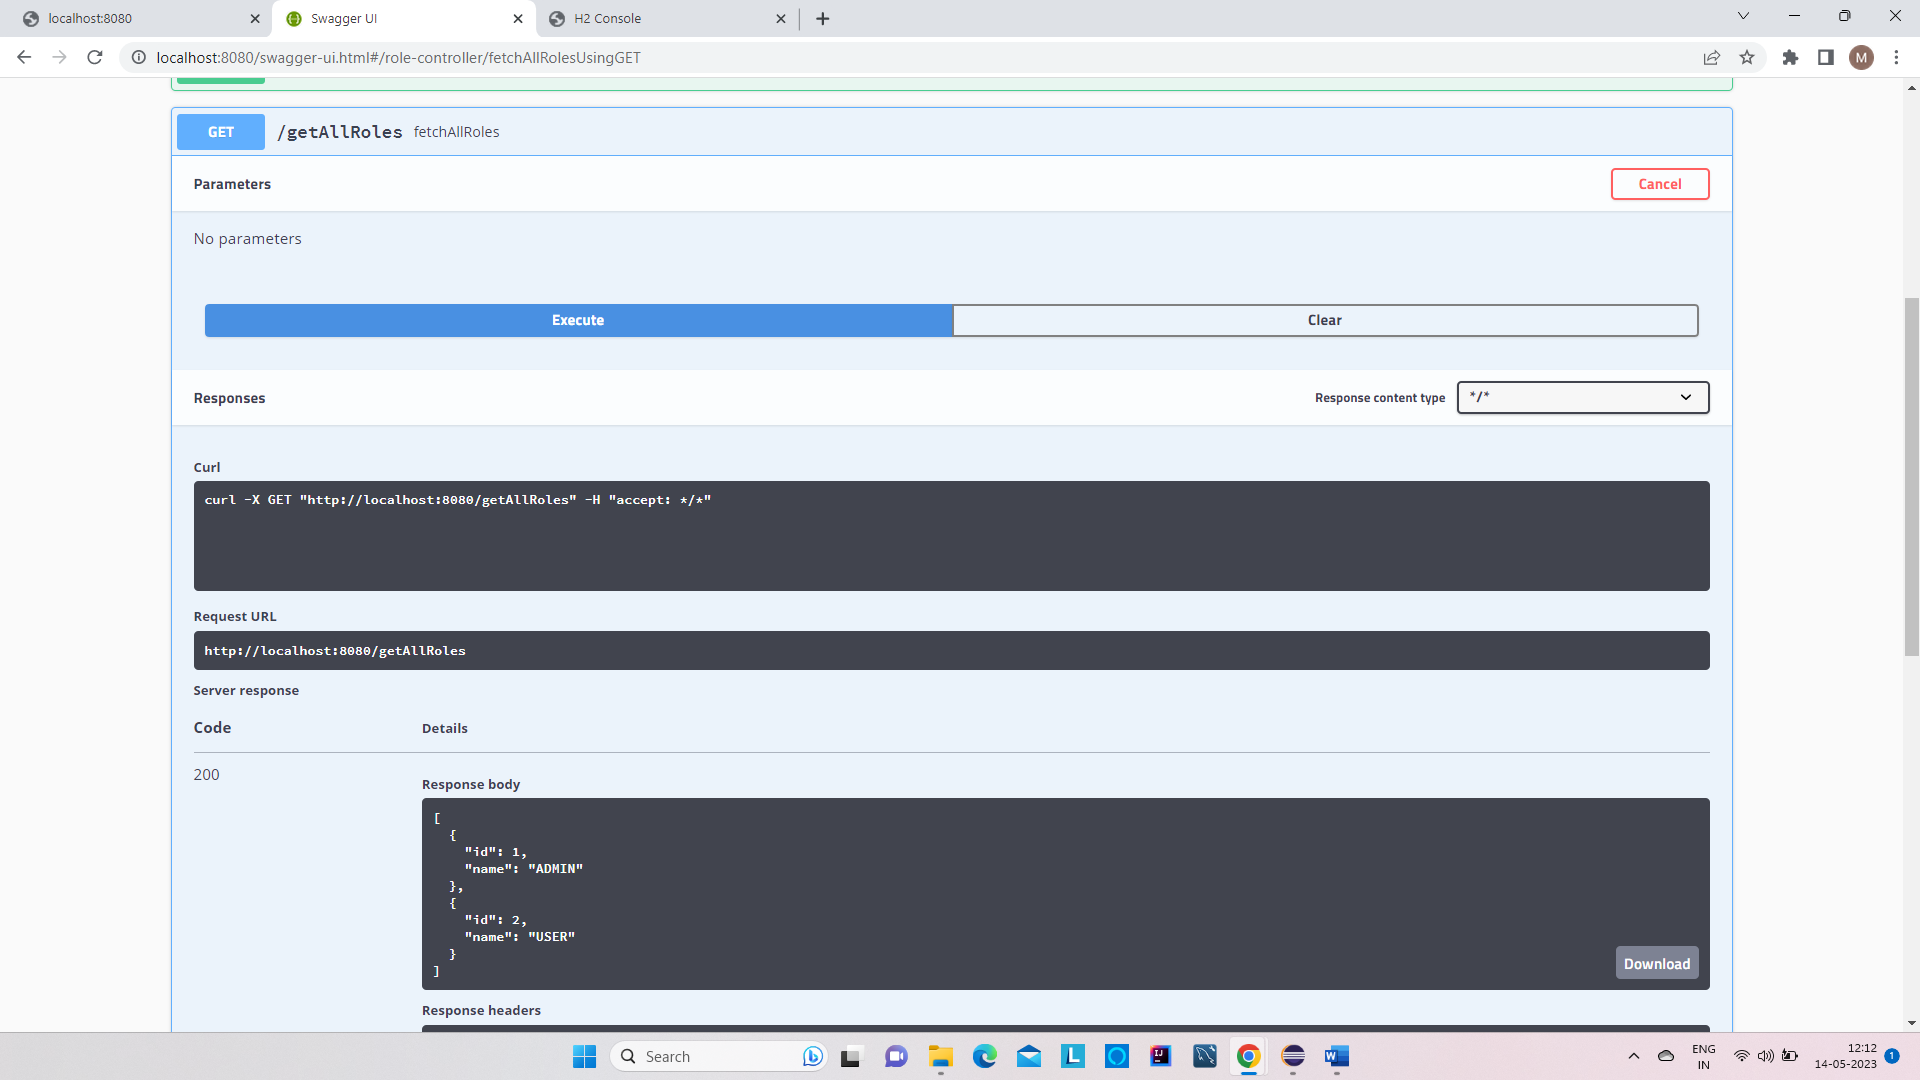 localhost:8080
Swagger UI
H2 Console
localhost:8080/swagger-ui.html#/role-controller/fetchAllRolesUsingGET
M
GET /getAllRoles fetchAllRoles
Parameters
Cancel
No parameters
Execute
Clear
Responses
Response content type
*/*
Curl
curl -X GET "http://localhost:8080/getAllRoles" -H "accept: */*"
Request URL
http://localhost:8080/getAllRoles
Server response
Code
Details
200
Response body
[
{
"id": 1,
"name": "ADMIN"
},
{
"id": 2,
"name": "USER"
}
]
Download
Response headers
Search
L
IJ
W
ENG
IN
12:12
14-05-2023
1